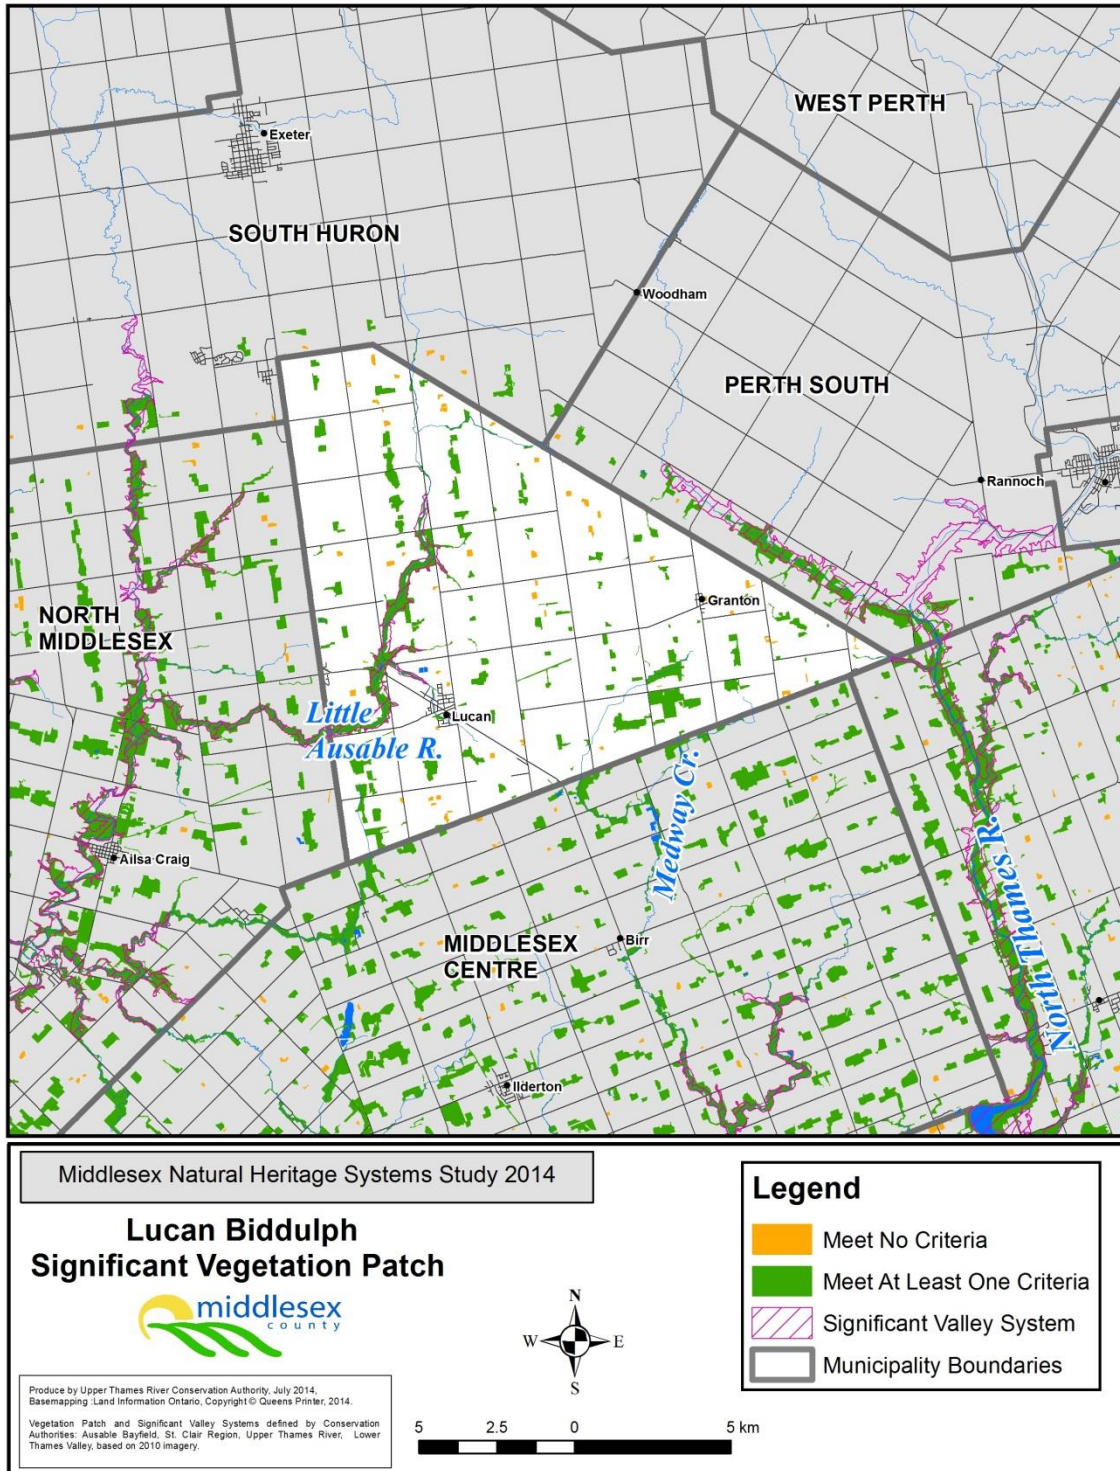 WEST PERTH
Exeter
SOUTH HURON
Woodham
PERTH SOUTH
Rannoch
Granton
NORTH
MIDDLESEX
Little
Ausable R.
Lucan
Medway Cr.
North Thames R.
Ailsa Craig
MIDDLESEX
CENTRE
Birr
Ilderton
Middlesex Natural Heritage Systems Study 2014
Lucan Biddulph
Significant Vegetation Patch
middlesex
county
Produce by Upper Thames River Conservation Authority, July 2014,
Basemapping :Land Information Ontario, Copyright © Queens Printer, 2014.
Vegetation Patch and Significant Valley Systems defined by Conservation
Authorities: Ausable Bayfield, St. Clair Region, Upper Thames River, Lower
Thames Valley, based on 2010 imagery.
N
W E
S
5 2.5 0 5 km
Legend
Meet No Criteria
Meet At Least One Criteria
Significant Valley System
Municipality Boundaries